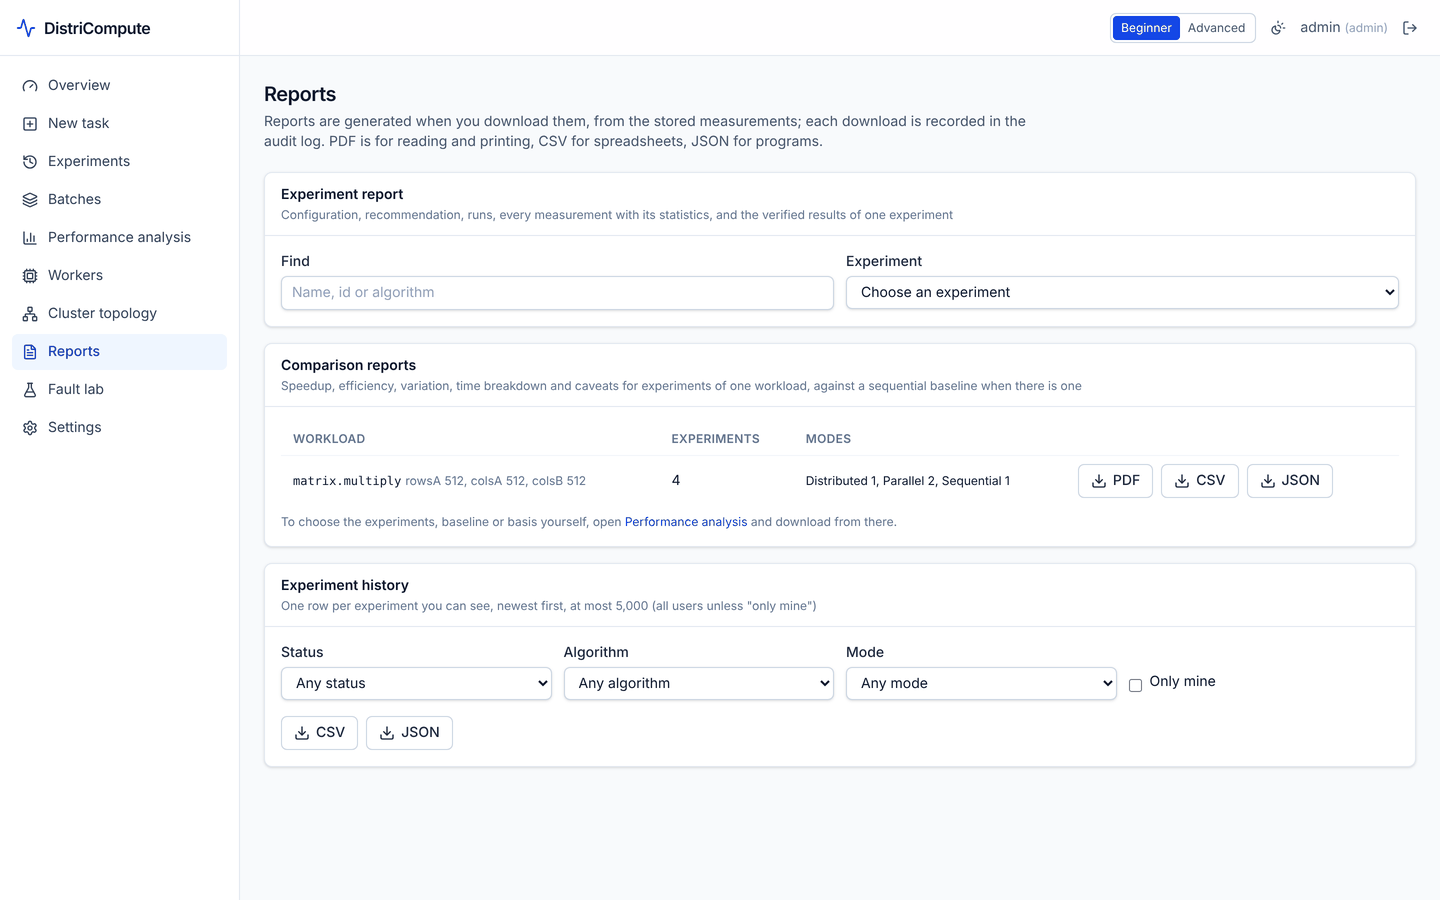 DistriCompute
Beginner Advanced admin (admin)
Overview
New task
Experiments
Batches
Performance analysis
Workers
Cluster topology
Reports
Fault lab
Settings
Reports
Reports are generated when you download them, from the stored measurements; each download is recorded in the
audit log. PDF is for reading and printing, CSV for spreadsheets, JSON for programs.
Experiment report
Configuration, recommendation, runs, every measurement with its statistics, and the verified results of one experiment
Find Experiment
Name, id or algorithm Choose an experiment
Comparison reports
Speedup, efficiency, variation, time breakdown and caveats for experiments of one workload, against a sequential baseline when there is one
WORKLOAD EXPERIMENTS MODES
matrix.multiply rowsA 512, colsA 512, colsB 512 4 Distributed 1, Parallel 2, Sequential 1 PDF CSV JSON
To choose the experiments, baseline or basis yourself, open Performance analysis and download from there.
Experiment history
One row per experiment you can see, newest first, at most 5,000 (all users unless "only mine")
Status Algorithm Mode
Any status Any algorithm Any mode Only mine
CSV JSON